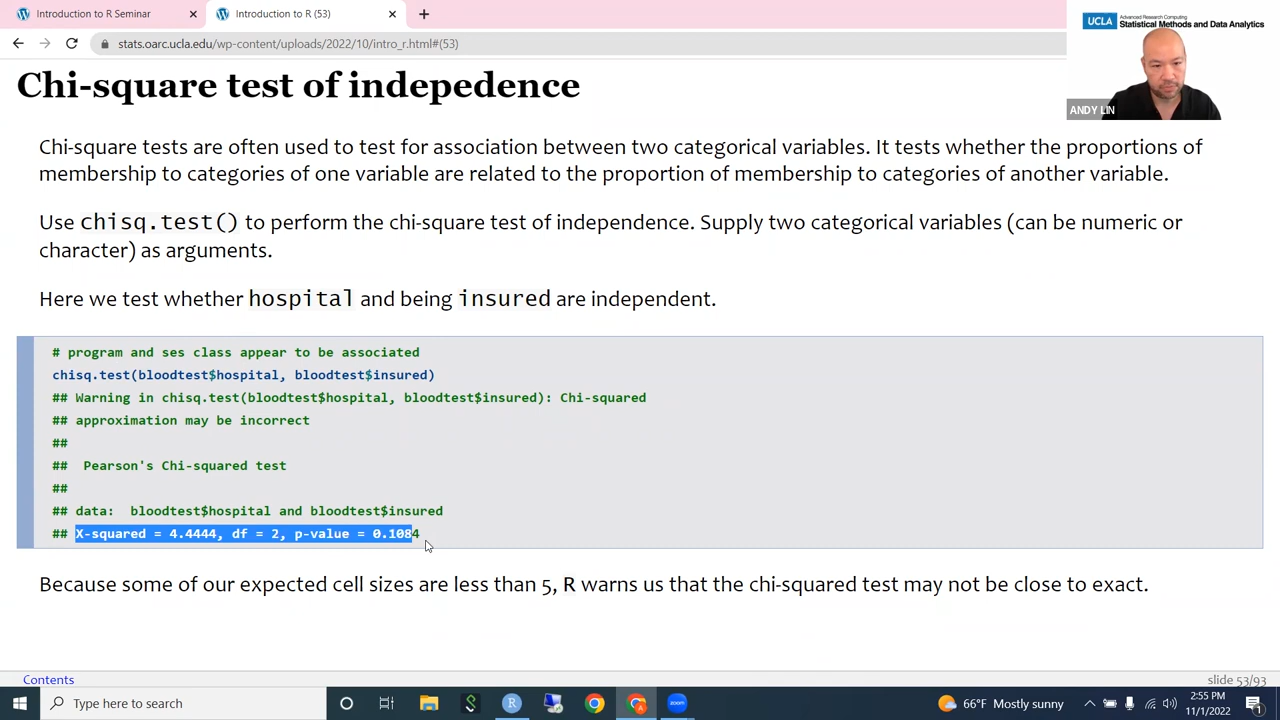 Introduction to R Seminar
Introduction to R (53)
stats.oarc.ucla.edu/wp-content/uploads/2022/10/intro_r.html#(53)
UCLA Advanced Research Computing
Statistical Methods and Data Analytics
ANDY LIN
Chi-square test of indepedence
Chi-square tests are often used to test for association between two categorical variables. It tests whether the proportions of
membership to categories of one variable are related to the proportion of membership to categories of another variable.
Use chisq.test() to perform the chi-square test of independence. Supply two categorical variables (can be numeric or
character) as arguments.
Here we test whether hospital and being insured are independent.
# program and ses class appear to be associated
chisq.test(bloodtest$hospital, bloodtest$insured)
## Warning in chisq.test(bloodtest$hospital, bloodtest$insured): Chi-squared
## approximation may be incorrect
##
## Pearson's Chi-squared test
##
## data: bloodtest$hospital and bloodtest$insured
## X-squared = 4.4444, df = 2, p-value = 0.1084
Because some of our expected cell sizes are less than 5, R warns us that the chi-squared test may not be close to exact.
Contents
slide 53/93
Type here to search
zoom
66°F Mostly sunny
2:55 PM
11/1/2022
1